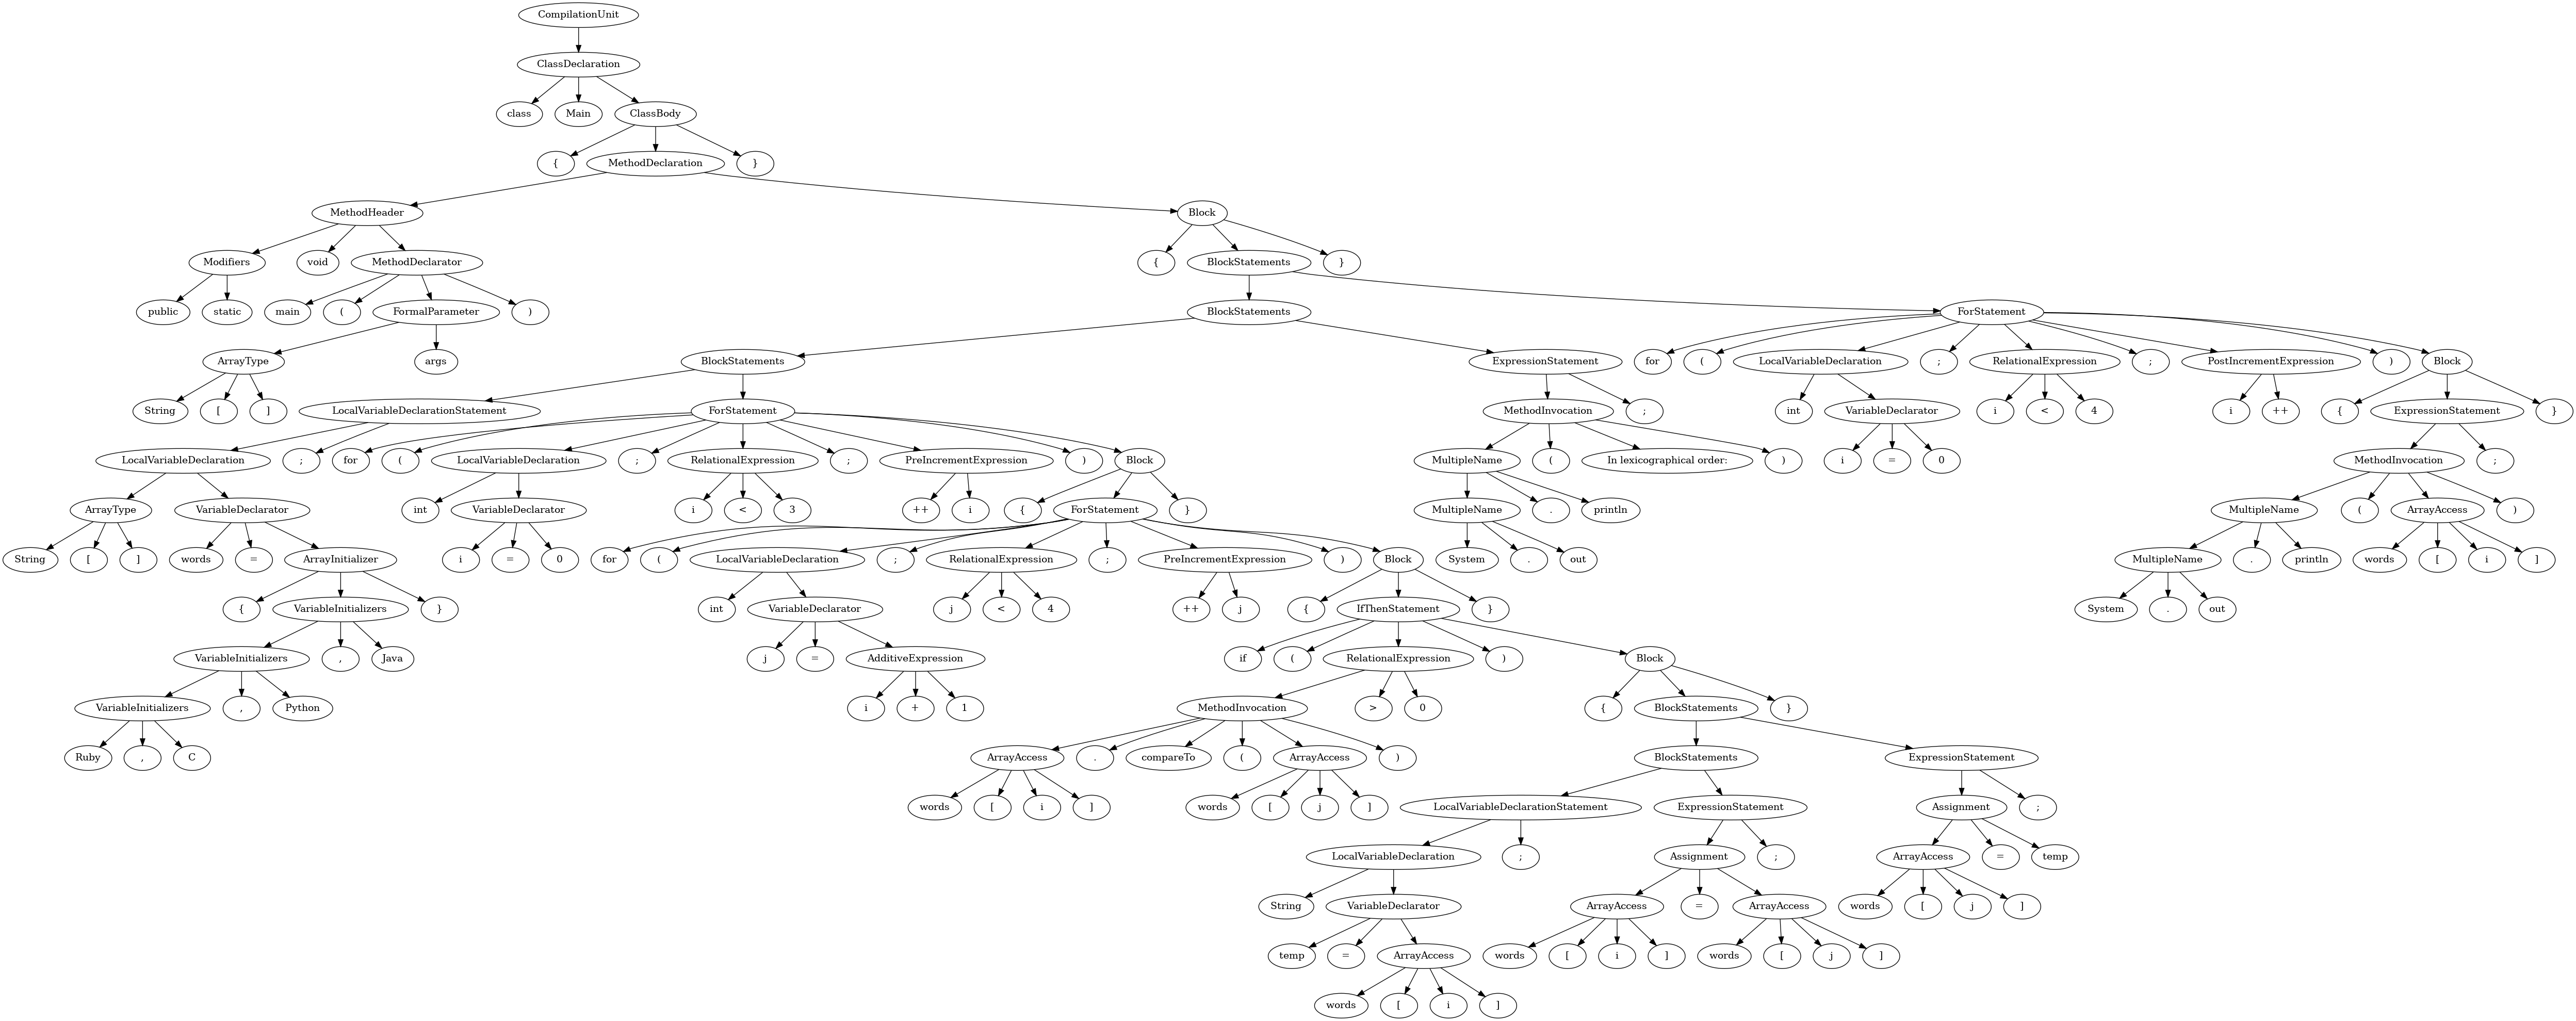 CompilationUnit
ClassDeclaration
class Main ClassBody
{ MethodDeclaration }
MethodHeader Block
Modifiers void MethodDeclarator { BlockStatements }
public static main ( FormalParameter ) BlockStatements ForStatement
ArrayType args BlockStatements ExpressionStatement for ( LocalVariableDeclaration ; RelationalExpression ; PostIncrementExpression ) Block
String [ ] LocalVariableDeclarationStatement ForStatement MethodInvocation ; int VariableDeclarator i < 4 i ++ { ExpressionStatement }
LocalVariableDeclaration ; for ( LocalVariableDeclaration ; RelationalExpression ; PreIncrementExpression ) Block MultipleName ( In lexicographical order: ) i = 0 MethodInvocation ;
ArrayType VariableDeclarator int VariableDeclarator i < 3 ++ i { ForStatement } MultipleName . println MultipleName ( ArrayAccess )
String [ ] words = ArrayInitializer i = 0 for ( LocalVariableDeclaration ; RelationalExpression ; PreIncrementExpression ) Block System . out MultipleName . println words [ i ]
{ VariableInitializers } int VariableDeclarator j < 4 ++ j { IfThenStatement } System . out
VariableInitializers , Java j = AdditiveExpression if ( RelationalExpression ) Block
VariableInitializers , Python i + 1 MethodInvocation > 0 { BlockStatements }
Ruby , C ArrayAccess . compareTo ( ArrayAccess ) BlockStatements ExpressionStatement
words [ i ] words [ j ] LocalVariableDeclarationStatement ExpressionStatement Assignment ;
LocalVariableDeclaration ; Assignment ; ArrayAccess = temp
String VariableDeclarator ArrayAccess = ArrayAccess words [ j ]
temp = ArrayAccess words [ i ] words [ j ]
words [ i ]